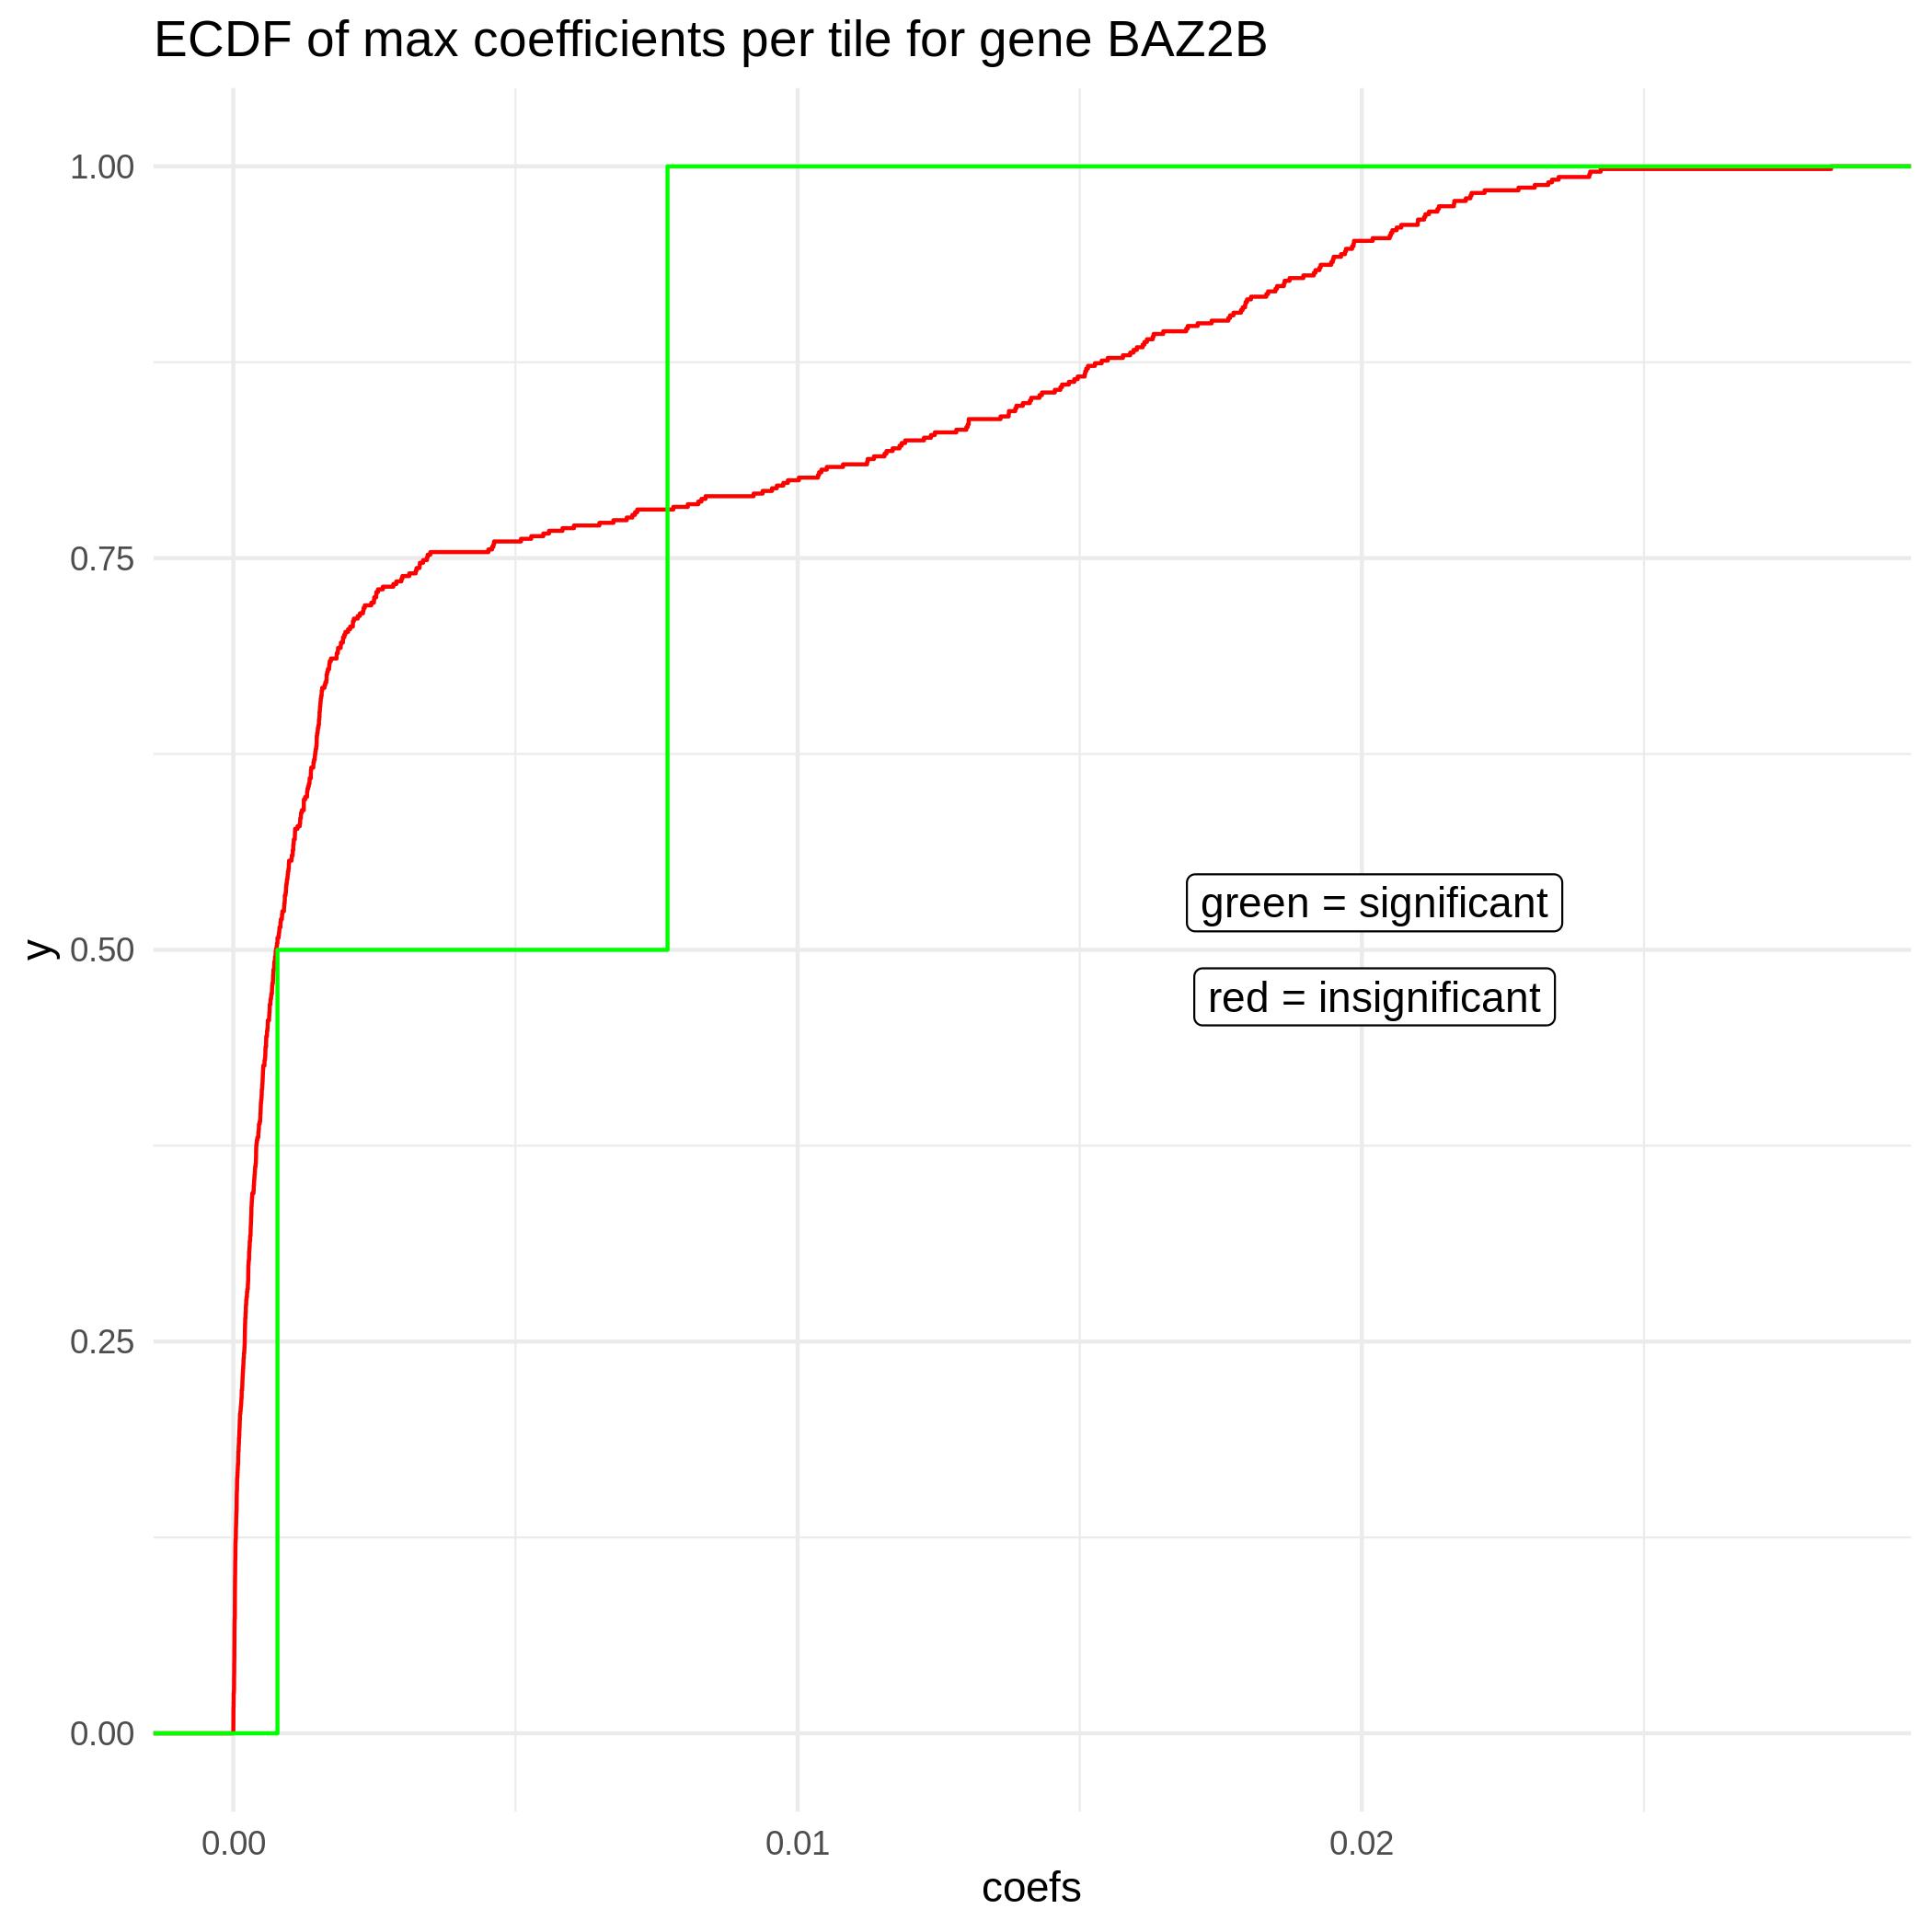 ECDF of max coefficients per tile for gene BAZ2B
1.00
0.75
y
0.50
0.25
0.00
green = significant
red = insignificant
0.00
0.01
0.02
coefs